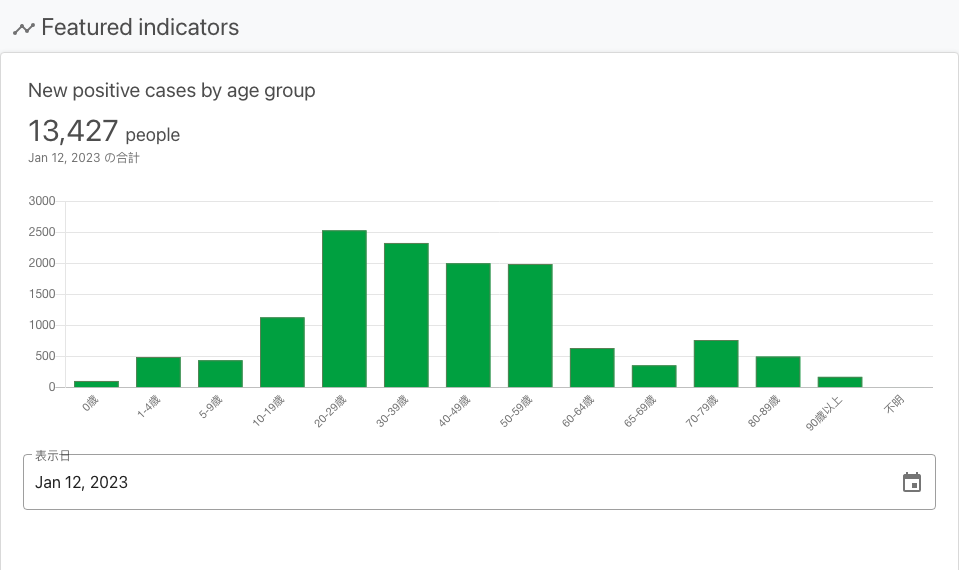 Featured indicators
New positive cases by age group
13,427 people
Jan 12, 2023 の合計
3000
2500
2000
1500
1000
500
0
0歳
1-4歳
5-9歳
10-19歳
20-29歳
30-39歳
40-49歳
50-59歳
60-64歳
65-69歳
70-79歳
80-89歳
90歳以上
不明
表示日
Jan 12, 2023